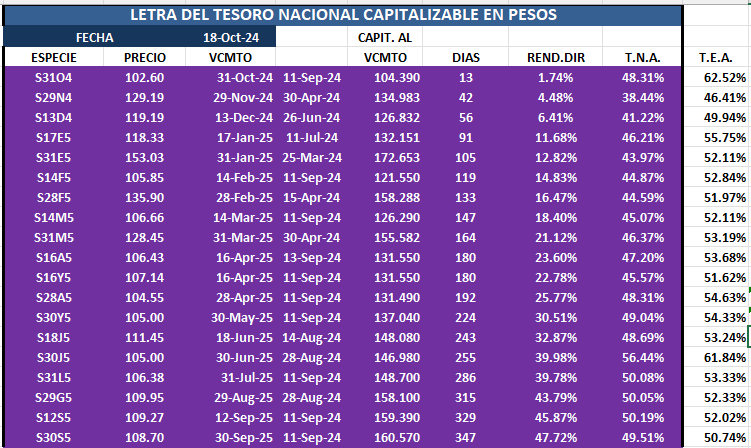 LETRA DEL TESORO NACIONAL CAPITALIZABLE EN PESOS
FECHA 18-Oct-24 CAPIT. AL
ESPECIE PRECIO VCMTO VCMTO DIAS REND.DIR T.N.A. T.E.A.
S31O4 102.60 31-Oct-24 11-Sep-24 104.390 13 1.74% 48.31% 62.52%
S29N4 129.19 29-Nov-24 30-Apr-24 134.983 42 4.48% 38.44% 46.41%
S13D4 119.19 13-Dec-24 26-Jun-24 126.832 56 6.41% 41.22% 49.94%
S17E5 118.33 17-Jan-25 11-Jul-24 132.151 91 11.68% 46.21% 55.75%
S31E5 153.03 31-Jan-25 25-Mar-24 172.653 105 12.82% 43.97% 52.11%
S14F5 105.85 14-Feb-25 11-Sep-24 121.550 119 14.83% 44.87% 52.84%
S28F5 135.90 28-Feb-25 15-Apr-24 158.288 133 16.47% 44.59% 51.97%
S14M5 106.66 14-Mar-25 11-Sep-24 126.290 147 18.40% 45.07% 52.11%
S31M5 128.45 31-Mar-25 30-Apr-24 155.582 164 21.12% 46.37% 53.19%
S16A5 106.43 16-Apr-25 13-Sep-24 131.550 180 23.60% 47.20% 53.68%
S16Y5 107.14 16-Apr-25 11-Sep-24 131.550 180 22.78% 45.57% 51.62%
S28A5 104.55 28-Apr-25 11-Sep-24 131.490 192 25.77% 48.31% 54.63%
S30Y5 105.00 30-May-25 11-Sep-24 137.040 224 30.51% 49.04% 54.33%
S18J5 111.45 18-Jun-25 14-Aug-24 148.080 243 32.87% 48.69% 53.24%
S30J5 105.00 30-Jun-25 28-Aug-24 146.980 255 39.98% 56.44% 61.84%
S31L5 106.38 31-Jul-25 11-Sep-24 148.700 286 39.78% 50.08% 53.33%
S29G5 109.95 29-Aug-25 28-Aug-24 158.100 315 43.79% 50.05% 52.33%
S12S5 109.27 12-Sep-25 11-Sep-24 159.390 329 45.87% 50.19% 52.02%
S30S5 108.70 30-Sep-25 11-Sep-24 160.570 347 47.72% 49.51% 50.74%